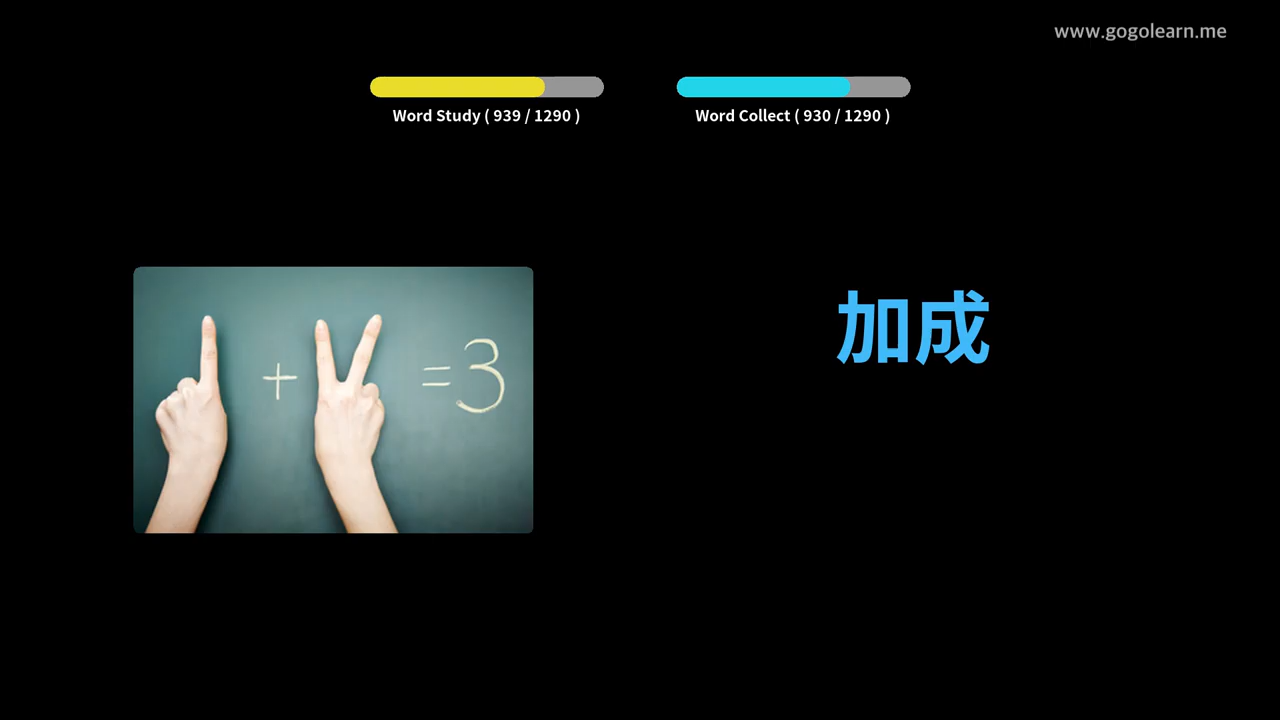 www.gogolearn.me
Word Study ( 939 / 1290 )
Word Collect ( 930 / 1290 )
+ =3
加成